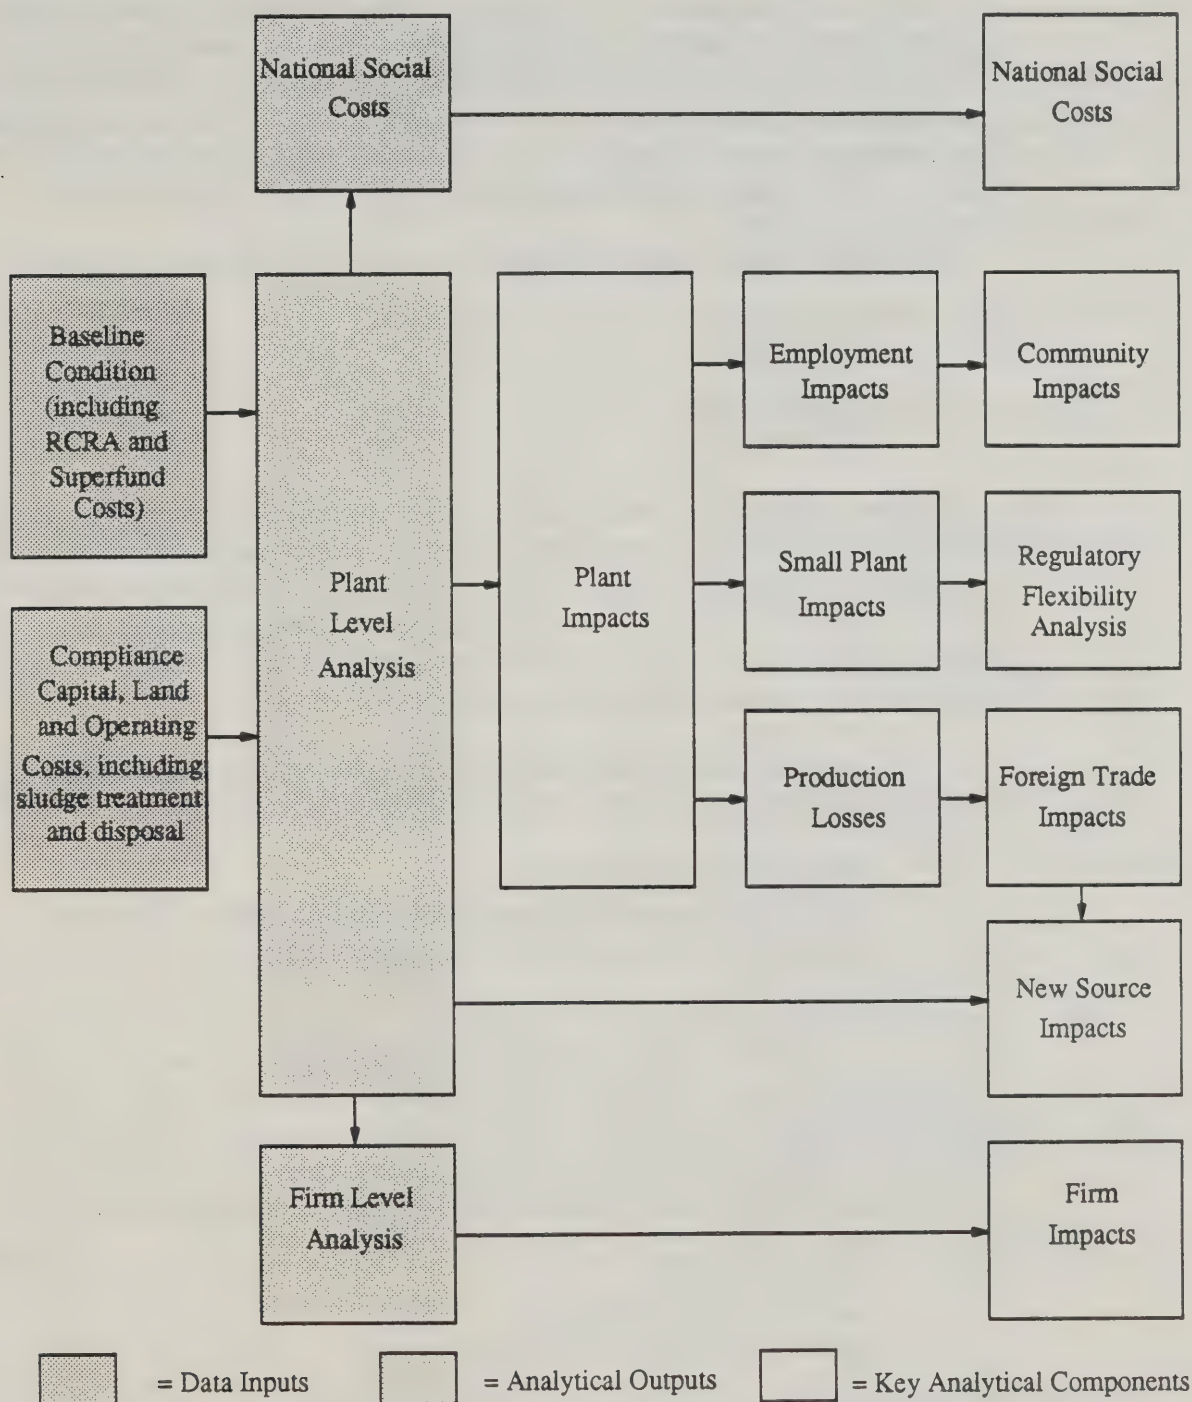 National Social
Costs
National Social
Costs
Baseline
Condition
(including
RCRA and
Superfund
Costs)
Compliance
Capital, Land
and Operating
Costs, including
sludge treatment
and disposal
Plant
Level
Analysis
Plant
Impacts
Employment
Impacts
Community
Impacts
Small Plant
Impacts
Regulatory
Flexibility
Analysis
Production
Losses
Foreign Trade
Impacts
New Source
Impacts
Firm Level
Analysis
Firm
Impacts
= Data Inputs
= Analytical Outputs
= Key Analytical Components